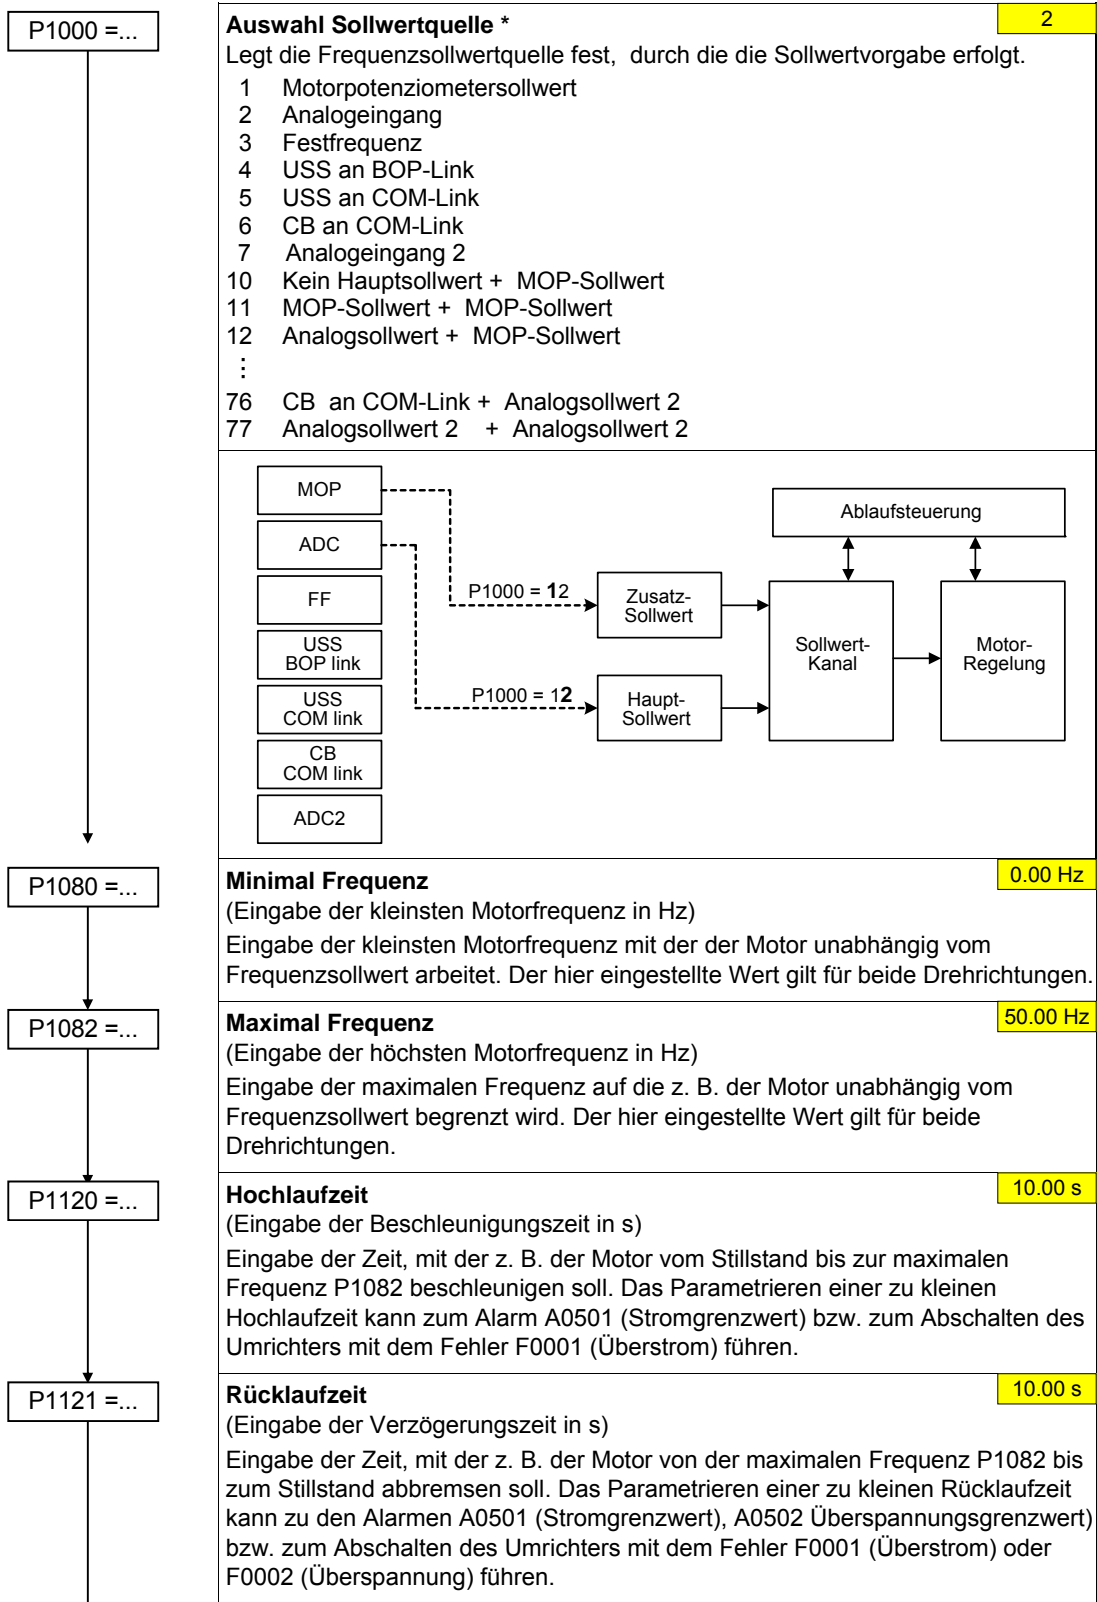 P1000 =...
Auswahl Sollwertquelle *
2
Legt die Frequenzsollwertquelle fest, durch die die Sollwertvorgabe erfolgt.
1 Motorpotenziometersollwert
2 Analogeingang
3 Festfrequenz
4 USS an BOP-Link
5 USS an COM-Link
6 CB an COM-Link
7 Analogeingang 2
10 Kein Hauptsollwert + MOP-Sollwert
11 MOP-Sollwert + MOP-Sollwert
12 Analogsollwert + MOP-Sollwert
⋮
76 CB an COM-Link + Analogsollwert 2
77 Analogsollwert 2 + Analogsollwert 2
MOP
ADC
FF
USS
BOP link
USS
COM link
CB
COM link
ADC2
P1000 = 12
P1000 = 12
Zusatz-
Sollwert
Haupt-
Sollwert
Ablaufsteuerung
Sollwert-
Kanal
Motor-
Regelung
P1080 =...
Minimal Frequenz
0.00 Hz
(Eingabe der kleinsten Motorfrequenz in Hz)
Eingabe der kleinsten Motorfrequenz mit der der Motor unabhängig vom
Frequenzsollwert arbeitet. Der hier eingestellte Wert gilt für beide Drehrichtungen.
P1082 =...
Maximal Frequenz
50.00 Hz
(Eingabe der höchsten Motorfrequenz in Hz)
Eingabe der maximalen Frequenz auf die z. B. der Motor unabhängig vom
Frequenzsollwert begrenzt wird. Der hier eingestellte Wert gilt für beide
Drehrichtungen.
P1120 =...
Hochlaufzeit
10.00 s
(Eingabe der Beschleunigungszeit in s)
Eingabe der Zeit, mit der z. B. der Motor vom Stillstand bis zur maximalen
Frequenz P1082 beschleunigen soll. Das Parametrieren einer zu kleinen
Hochlaufzeit kann zum Alarm A0501 (Stromgrenzwert) bzw. zum Abschalten des
Umrichters mit dem Fehler F0001 (Überstrom) führen.
P1121 =...
Rücklaufzeit
10.00 s
(Eingabe der Verzögerungszeit in s)
Eingabe der Zeit, mit der z. B. der Motor von der maximalen Frequenz P1082 bis
zum Stillstand abbremsen soll. Das Parametrieren einer zu kleinen Rücklaufzeit
kann zu den Alarmen A0501 (Stromgrenzwert), A0502 Überspannungsgrenzwert)
bzw. zum Abschalten des Umrichters mit dem Fehler F0001 (Überstrom) oder
F0002 (Überspannung) führen.